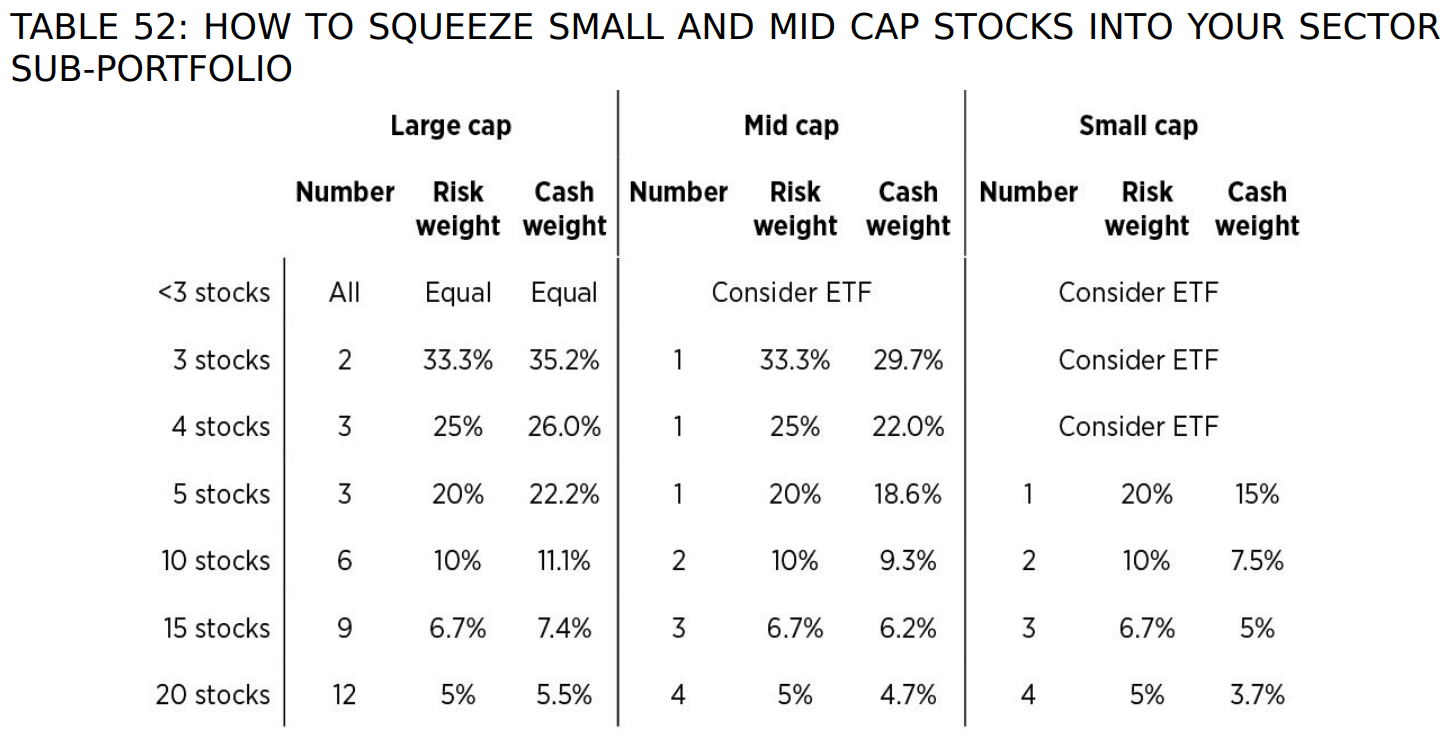 TABLE 52: HOW TO SQUEEZE SMALL AND MID CAP STOCKS INTO YOUR SECTOR
SUB-PORTFOLIO
Large cap Mid cap Small cap
Number Risk weight Cash weight Number Risk weight Cash weight Number Risk weight Cash weight
<3 stocks All Equal Equal Consider ETF Consider ETF
3 stocks 2 33.3% 35.2% 1 33.3% 29.7% Consider ETF
4 stocks 3 25% 26.0% 1 25% 22.0% Consider ETF
5 stocks 3 20% 22.2% 1 20% 18.6% 1 20% 15%
10 stocks 6 10% 11.1% 2 10% 9.3% 2 10% 7.5%
15 stocks 9 6.7% 7.4% 3 6.7% 6.2% 3 6.7% 5%
20 stocks 12 5% 5.5% 4 5% 4.7% 4 5% 3.7%